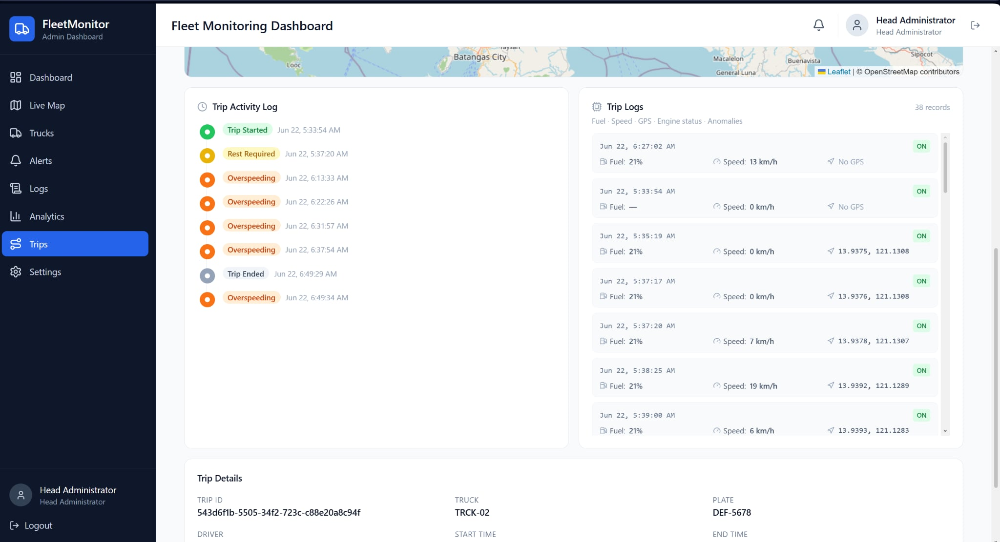 FleetMonitor
Admin Dashboard
Dashboard
Live Map
Trucks
Alerts
Logs
Analytics
Trips
Settings
Head Administrator
Head Administrator
Logout
Fleet Monitoring Dashboard
Head Administrator
Head Administrator
Looc
Batangas City
Taysan
Macalelon
General Luna
Buenavista
Sipocot
Leaflet | © OpenStreetMap contributors
Trip Activity Log
Trip Started Jun 22, 5:33:54 AM
Rest Required Jun 22, 5:37:20 AM
Overspeeding Jun 22, 6:13:33 AM
Overspeeding Jun 22, 6:22:26 AM
Overspeeding Jun 22, 6:31:57 AM
Overspeeding Jun 22, 6:37:54 AM
Trip Ended Jun 22, 6:49:29 AM
Overspeeding Jun 22, 6:49:34 AM
Trip Logs 38 records
Fuel · Speed · GPS · Engine status · Anomalies
Jun 22, 6:27:02 AM ON
Fuel: 21% Speed: 13 km/h No GPS
Jun 22, 5:33:54 AM ON
Fuel: — Speed: 0 km/h No GPS
Jun 22, 5:35:19 AM ON
Fuel: 21% Speed: 0 km/h 13.9375, 121.1308
Jun 22, 5:37:17 AM ON
Fuel: 21% Speed: 0 km/h 13.9376, 121.1308
Jun 22, 5:37:20 AM ON
Fuel: 21% Speed: 7 km/h 13.9378, 121.1307
Jun 22, 5:38:25 AM ON
Fuel: 21% Speed: 19 km/h 13.9392, 121.1289
Jun 22, 5:39:00 AM ON
Fuel: 21% Speed: 6 km/h 13.9393, 121.1283
Trip Details
TRIP ID TRUCK PLATE
543d6f1b-5505-34f2-723c-c88e20a8c94f TRCK-02 DEF-5678
DRIVER START TIME END TIME